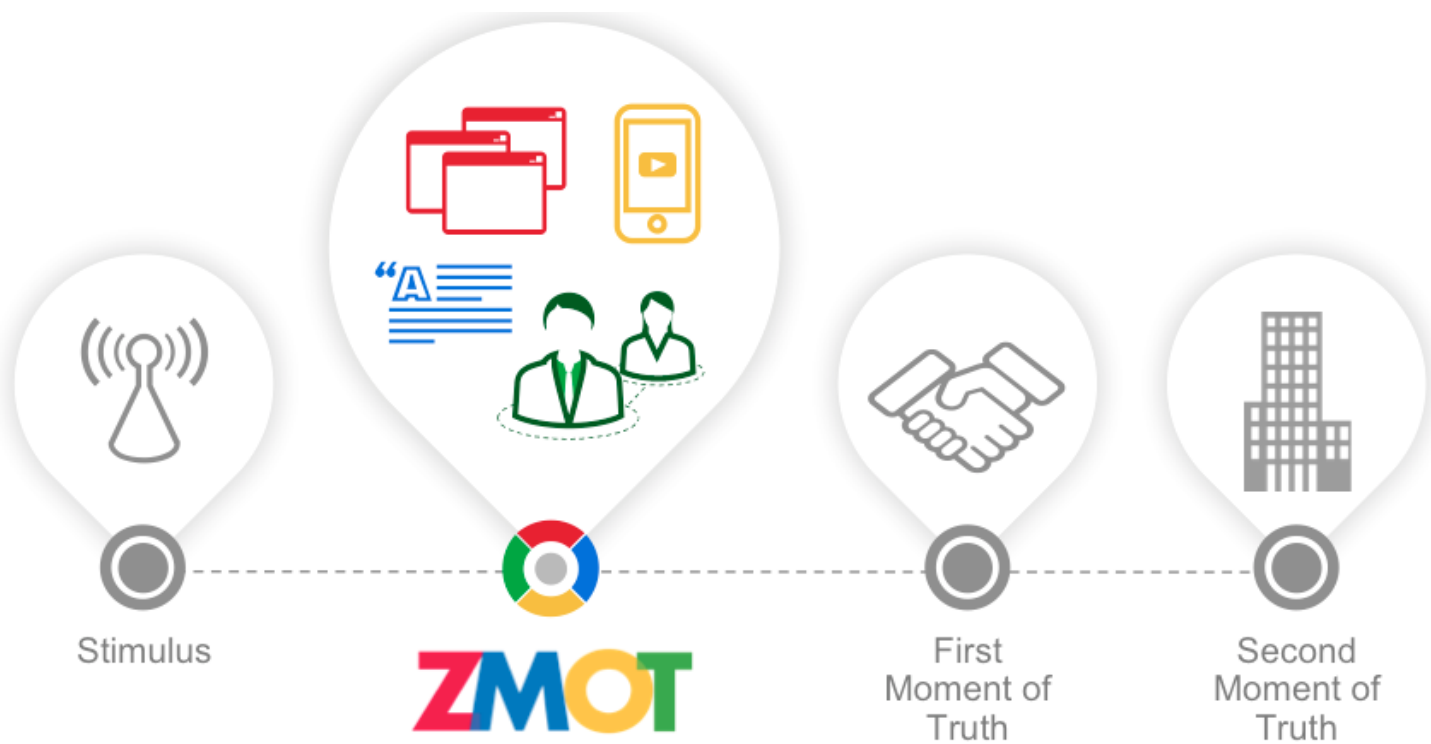 “A
Stimulus
ZMOT
First
Moment of
Truth
Second
Moment of
Truth